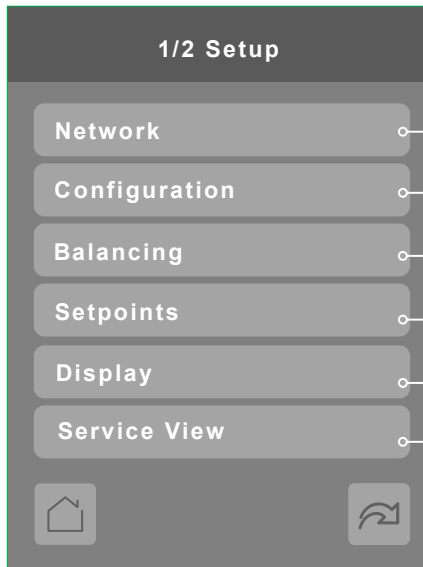 1/2 Setup
Network
Configuration
Balancing
Setpoints
Display
Service View